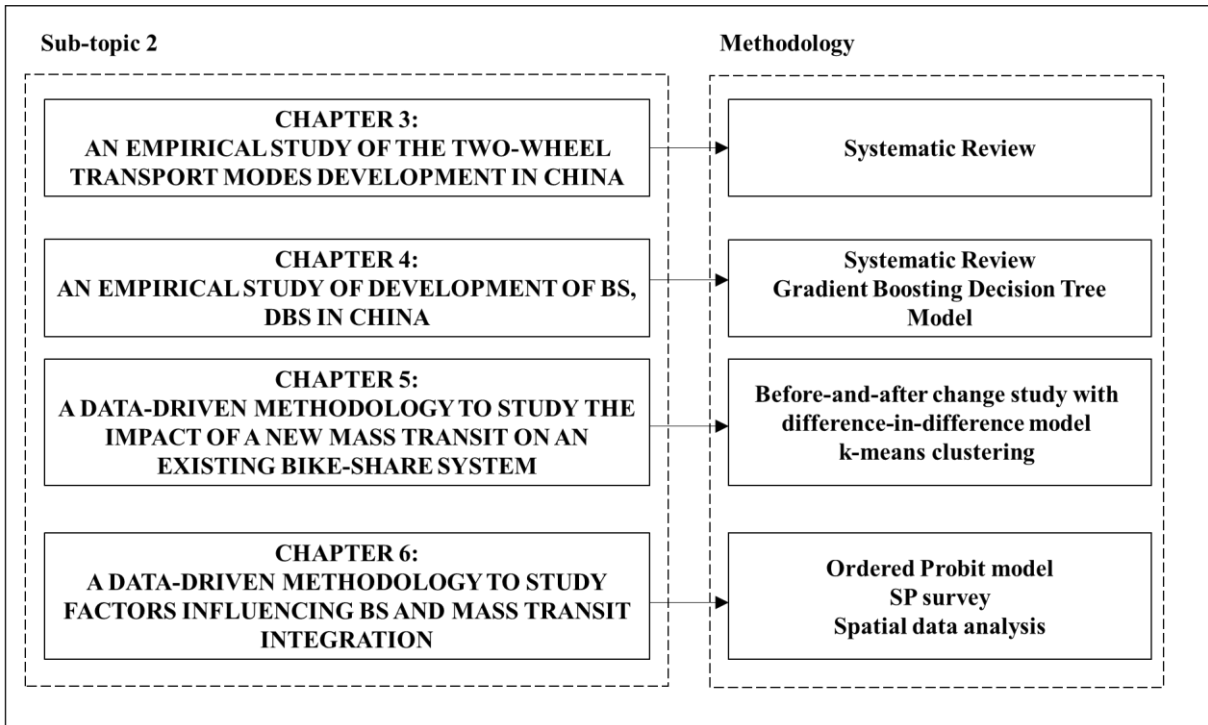 Sub-topic 2
Methodology
CHAPTER 3:
AN EMPIRICAL STUDY OF THE TWO-WHEEL
TRANSPORT MODES DEVELOPMENT IN CHINA
Systematic Review
CHAPTER 4:
AN EMPIRICAL STUDY OF DEVELOPMENT OF BS,
DBS IN CHINA
Systematic Review
Gradient Boosting Decision Tree
Model
CHAPTER 5:
A DATA-DRIVEN METHODOLOGY TO STUDY THE
IMPACT OF A NEW MASS TRANSIT ON AN
EXISTING BIKE-SHARE SYSTEM
Before-and-after change study with
difference-in-difference model
k-means clustering
CHAPTER 6:
A DATA-DRIVEN METHODOLOGY TO STUDY
FACTORS INFLUENCING BS AND MASS TRANSIT
INTEGRATION
Ordered Probit model
SP survey
Spatial data analysis